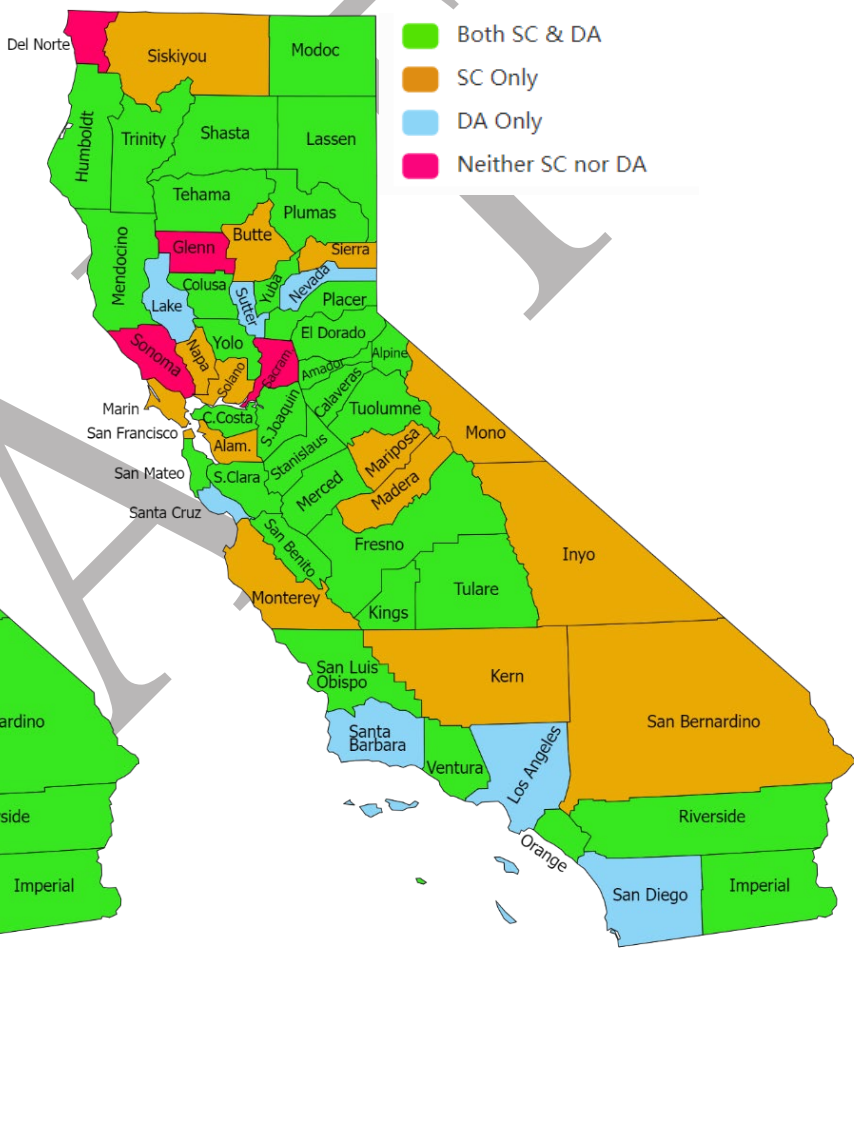 Both SC & DA
SC Only
DA Only
Neither SC nor DA
Del Norte
Siskiyou
Modoc
Humboldt
Trinity
Shasta
Lassen
Tehama
Plumas
Mendocino
Glenn
Butte
Sierra
Lake
Colusa
Sutter
Yuba
Nevada
Placer
Sonoma
Napa
Yolo
Solano
Sacram.
El Dorado
Amador
Alpine
Marin
San Francisco
C.Costa
Alam.
S.Joaquin
Calaveras
Tuolumne
Mono
San Mateo
S.Clara
Stanislaus
Mariposa
Santa Cruz
Merced
Madera
San Benito
Fresno
Inyo
Monterey
Kings
Tulare
San Luis
Obispo
Kern
San Bernardino
ardino
Santa
Barbara
Ventura
Los Angeles
side
Orange
Riverside
Imperial
San Diego
Imperial